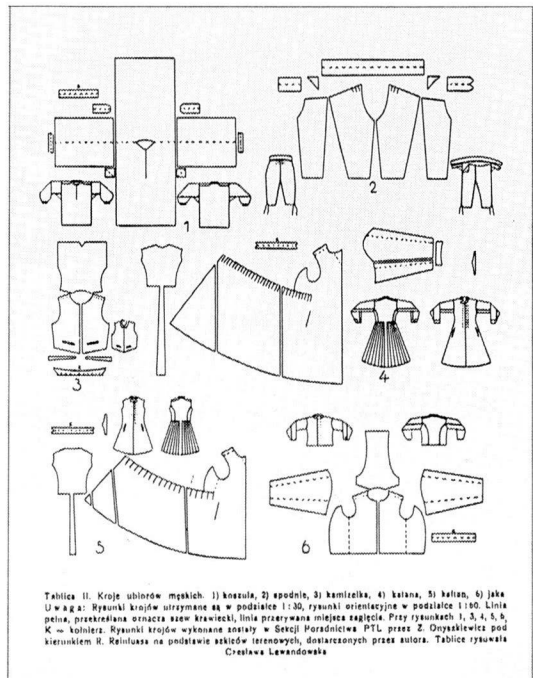 1
2
3
4
5
6
Tablica II. Kroje ubiorów męskich. 1) koszula, 2) spodnie, 3) kamizelka, 4) katana, 5) kaftan, 6) jaka
Uwaga: Rysunki krojów utrzymane są w podziałce 1:30, rysunki orientacyjne w podziałce 1:60. Linia
pełna, przekreślana oznacza szew krawiecki, linia przerywana miejsca zagięcia. Przy rysunkach 1, 3, 4, 5, 6,
K = kołnierz. Rysunki krojów wykonane zostały w Sekcji Poradnictwa PTL przez Z. Onyszkiewicz pod
kierunkiem R. Reinfussa na podstawie szkiców terenowych, dostarczonych przez autora. Tablice rysowała
Czesława Lewandowska